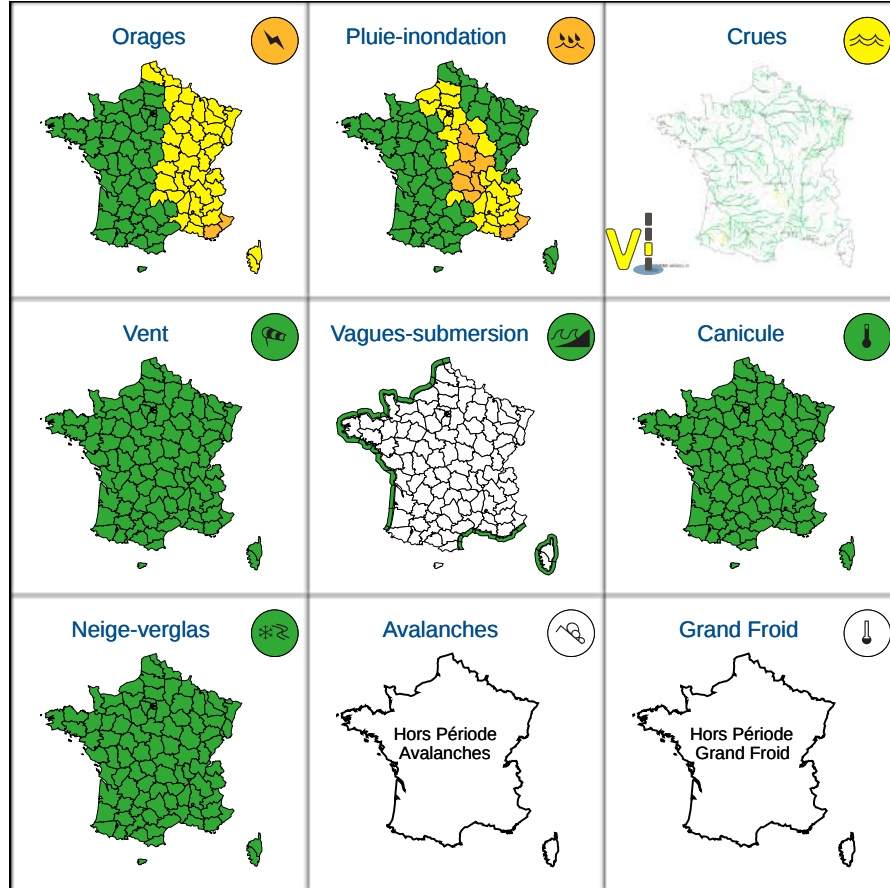 Orages
Pluie-inondation
Crues
Vi
Vent
Vagues-submersion
Canicule
Neige-verglas
Avalanches
Grand Froid
Hors Période
Avalanches
Hors Période
Grand Froid